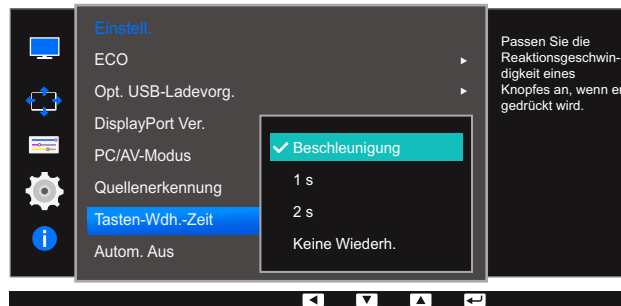 Einstell.
ECO
Opt. USB-Ladevorg.
DisplayPort Ver.
PC/AV-Modus
Quellenerkennung
Tasten-Wdh.-Zeit
Autom. Aus
Beschleunigung
1 s
2 s
Keine Wiederh.
Passen Sie die
Reaktionsgeschwin-
digkeit eines
Knopfes an, wenn er
gedrückt wird.